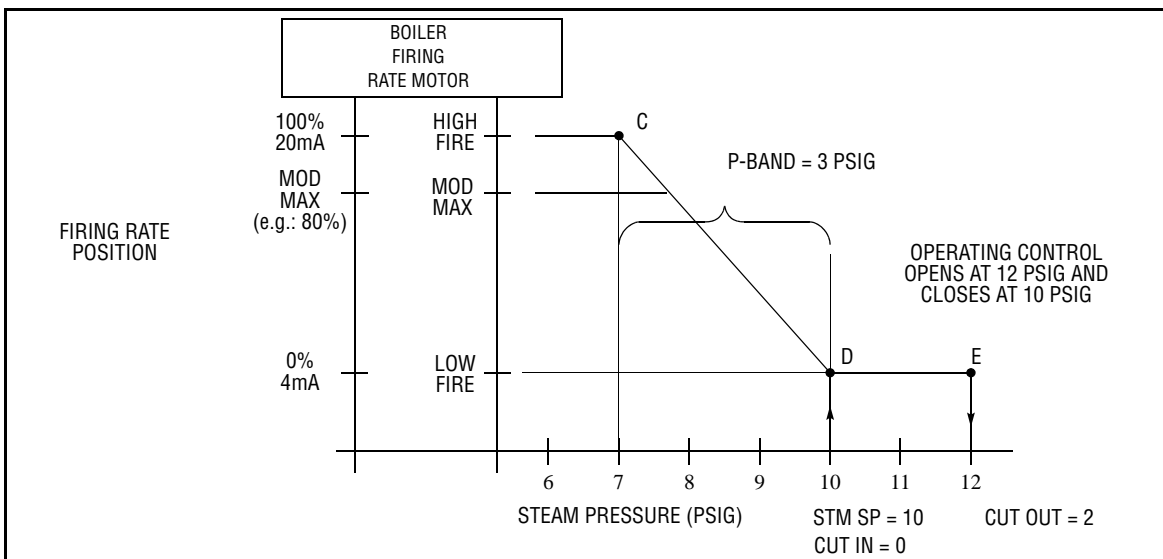 BOILER
FIRING
RATE MOTOR
100%
20mA
HIGH
FIRE
C
P-BAND = 3 PSIG
MOD
MAX
(e.g.: 80%)
MOD
MAX
FIRING RATE
POSITION
OPERATING CONTROL
OPENS AT 12 PSIG AND
CLOSES AT 10 PSIG
0%
4mA
LOW
FIRE
D
E
6 7 8 9 10 11 12
STEAM PRESSURE (PSIG)
STM SP = 10
CUT IN = 0
CUT OUT = 2